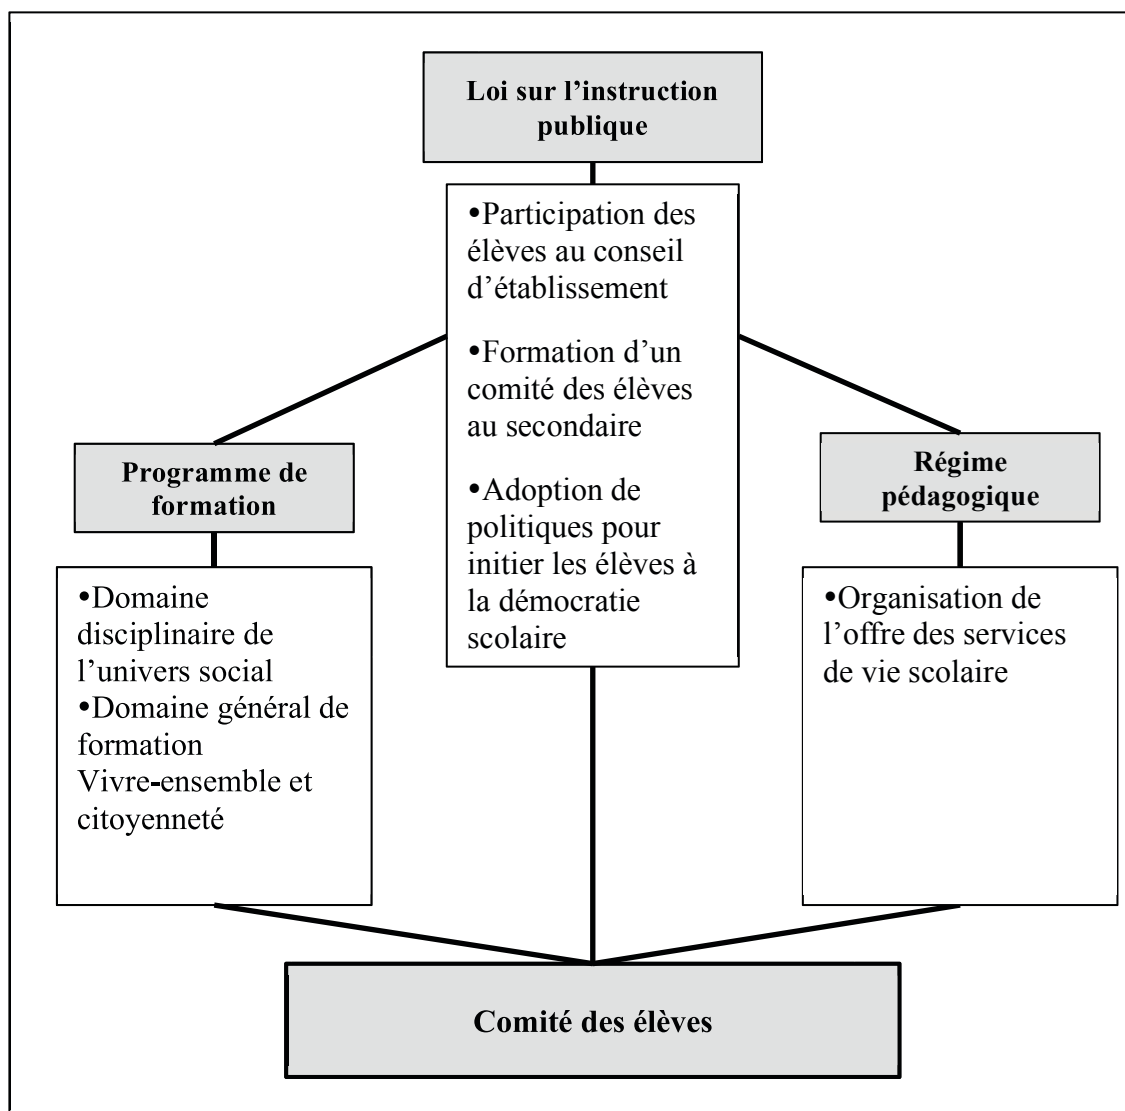 Loi sur l’instruction
publique
•Participation des
élèves au conseil
d’établissement
•Formation d’un
comité des élèves
au secondaire
•Adoption de
politiques pour
initier les élèves à
la démocratie
scolaire
Programme de
formation
•Domaine
disciplinaire de
l’univers social
•Domaine général de
formation
Vivre-ensemble et
citoyenneté
Régime
pédagogique
•Organisation de
l’offre des services
de vie scolaire
Comité des élèves